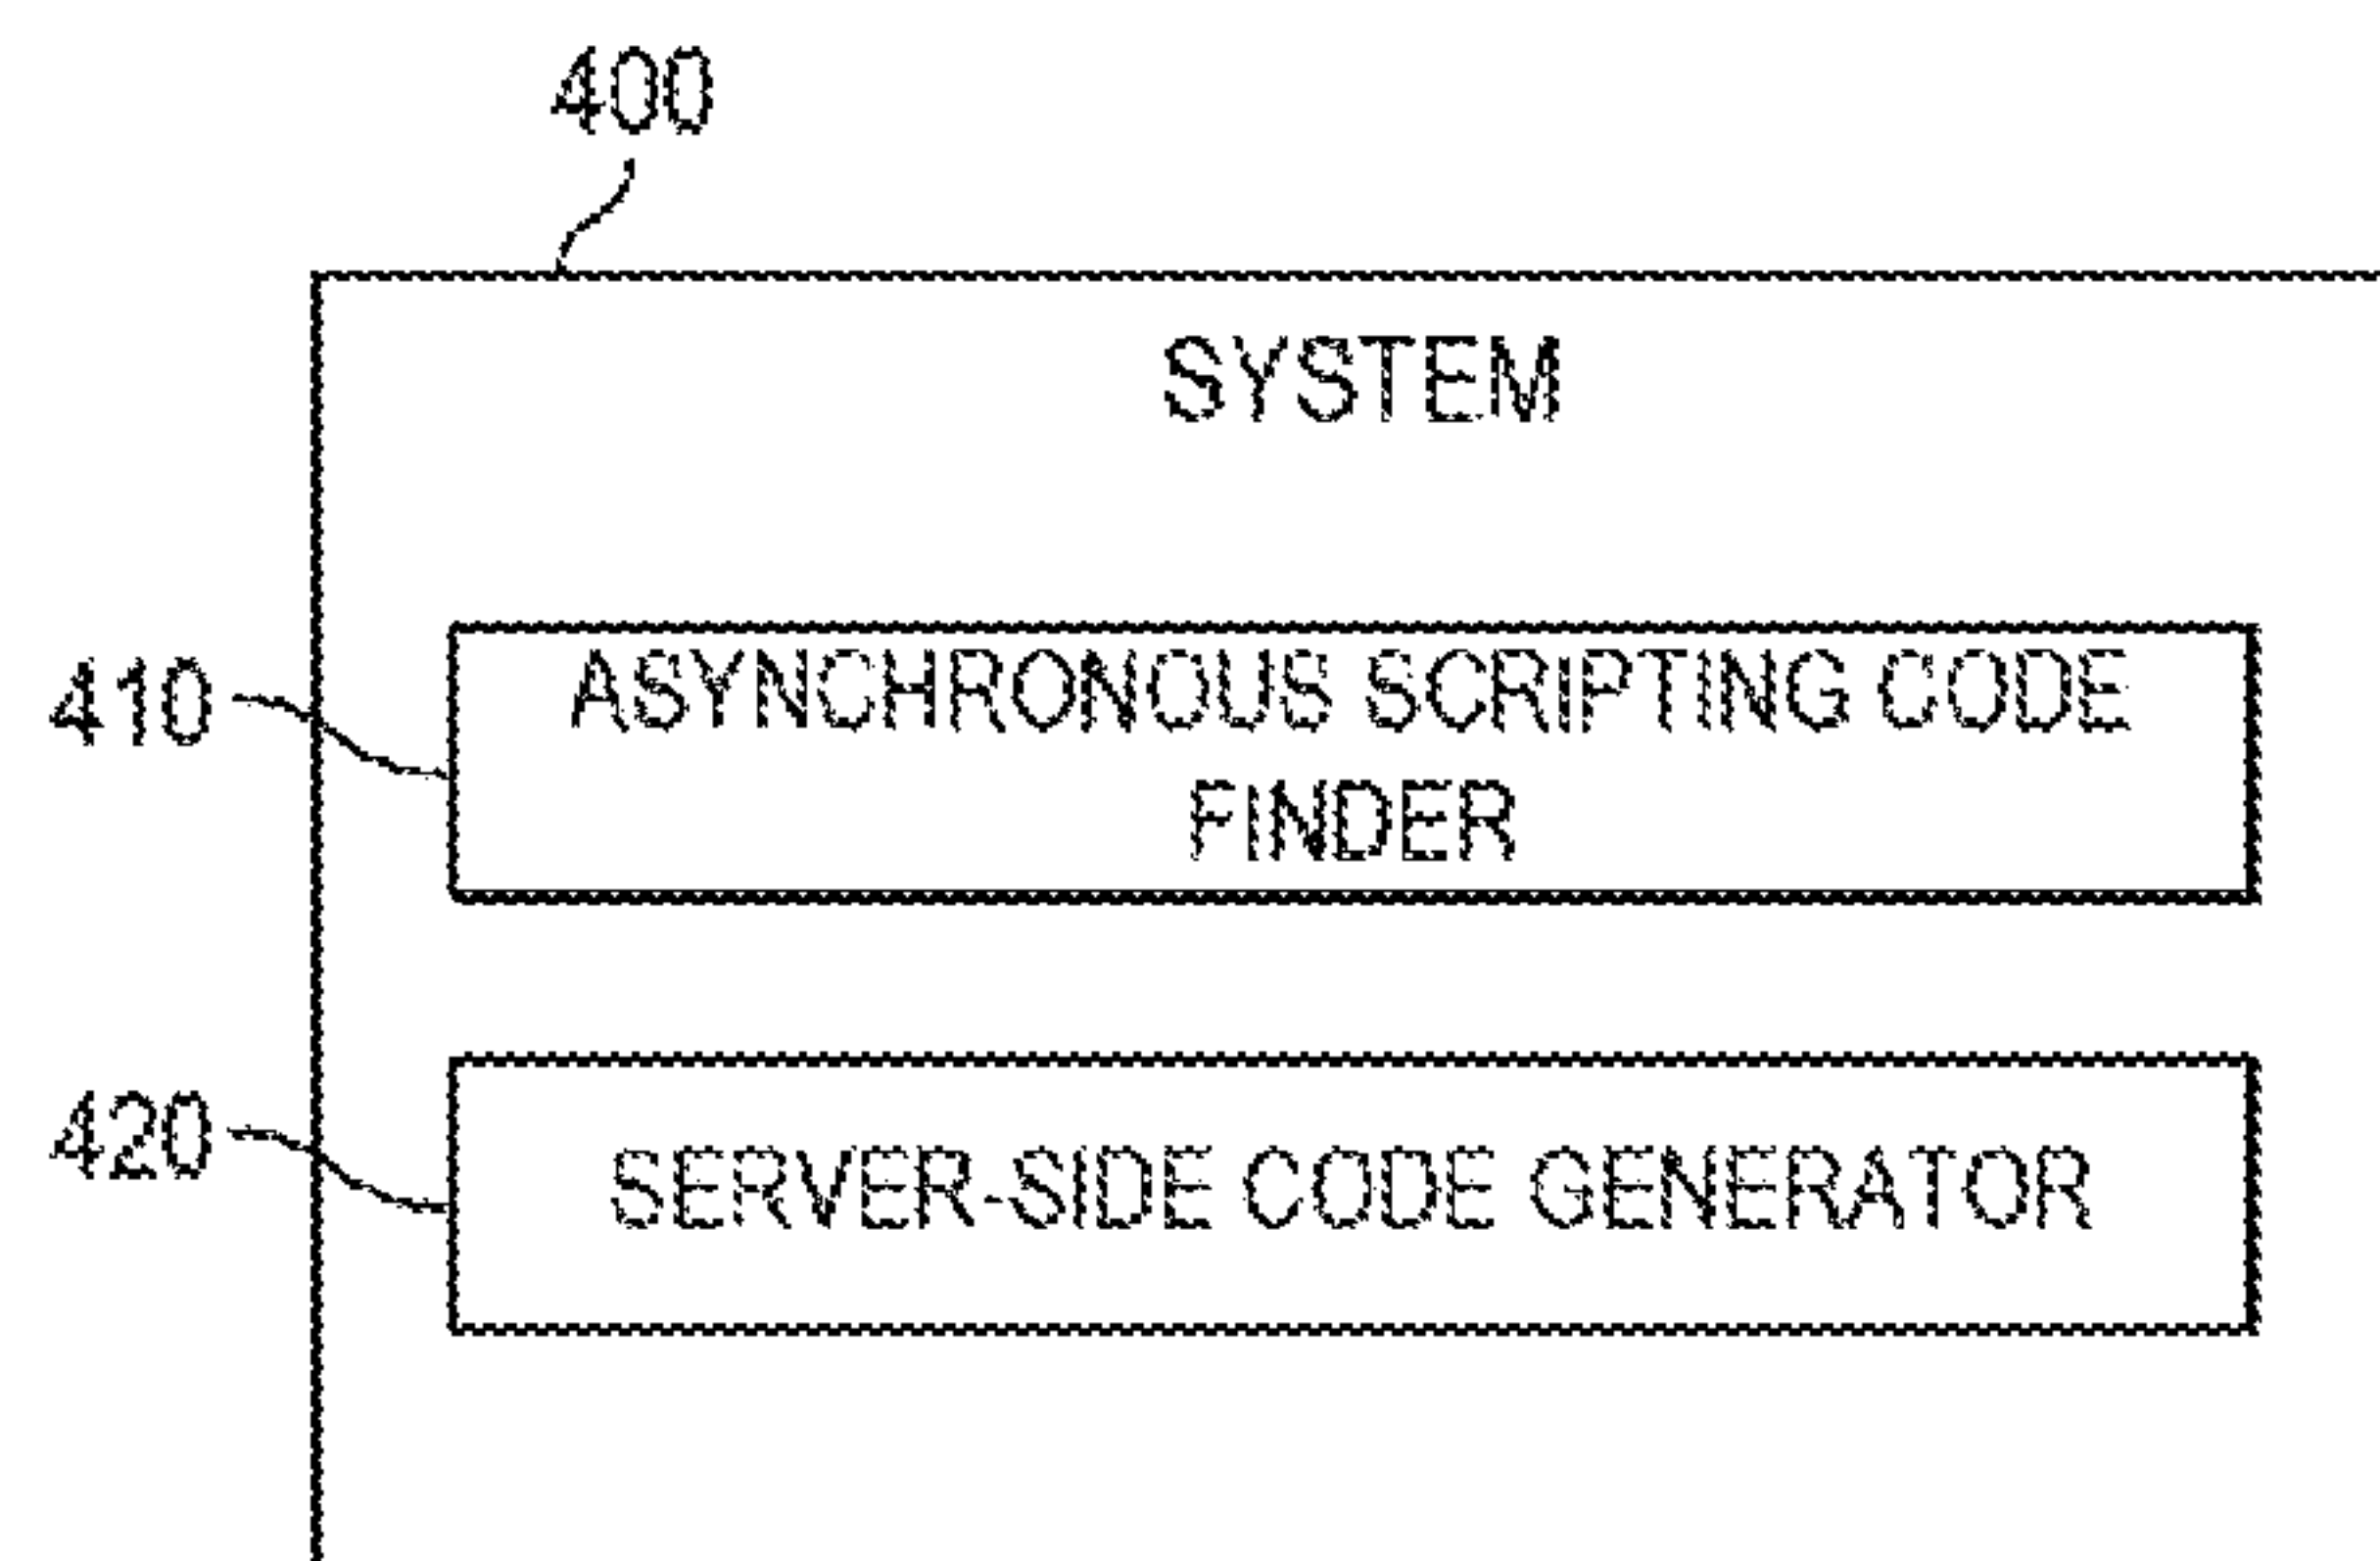 400
SYSTEM
410
ASYNCHRONOUS SCRIPTING CODE
FINDER
420
SERVER-SIDE CODE GENERATOR